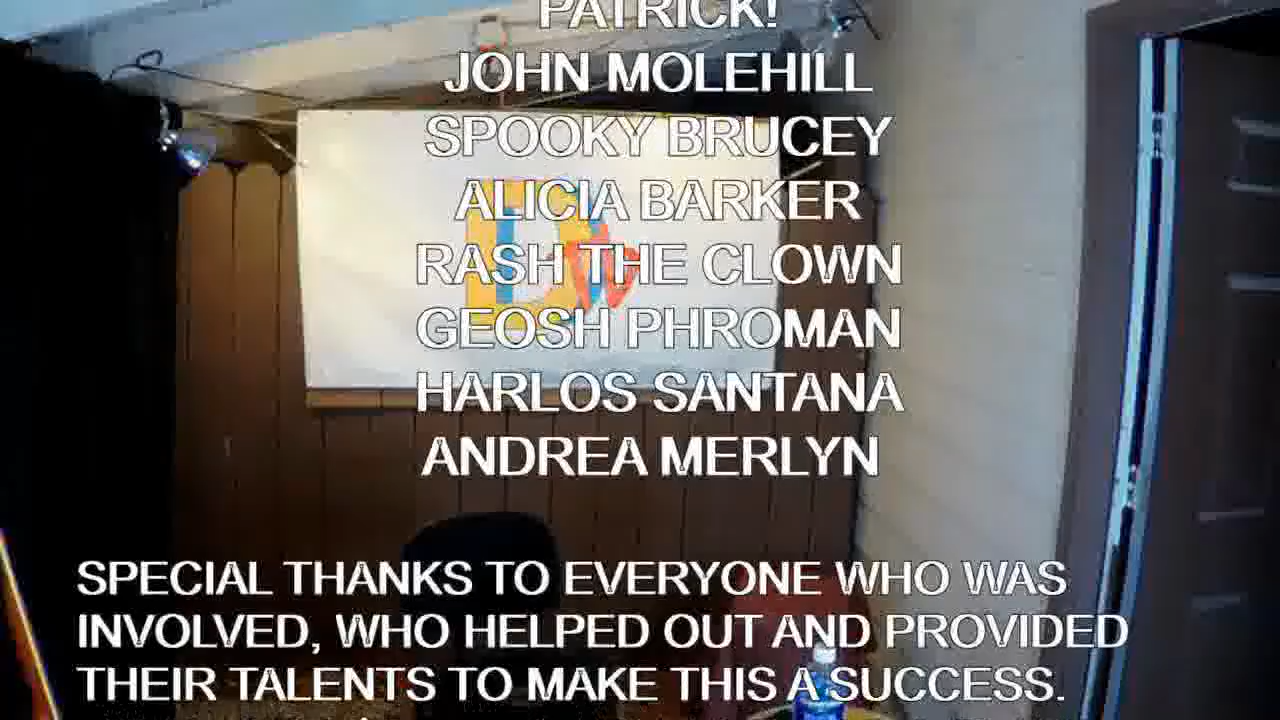 PATRICK!
JOHN MOLEHILL
SPOOKY BRUCEY
ALICIA BARKER
RASH THE CLOWN
GEOSH PHROMAN
HARLOS SANTANA
ANDREA MERLYN
DW
SPECIAL THANKS TO EVERYONE WHO WAS
INVOLVED, WHO HELPED OUT AND PROVIDED
THEIR TALENTS TO MAKE THIS A SUCCESS.